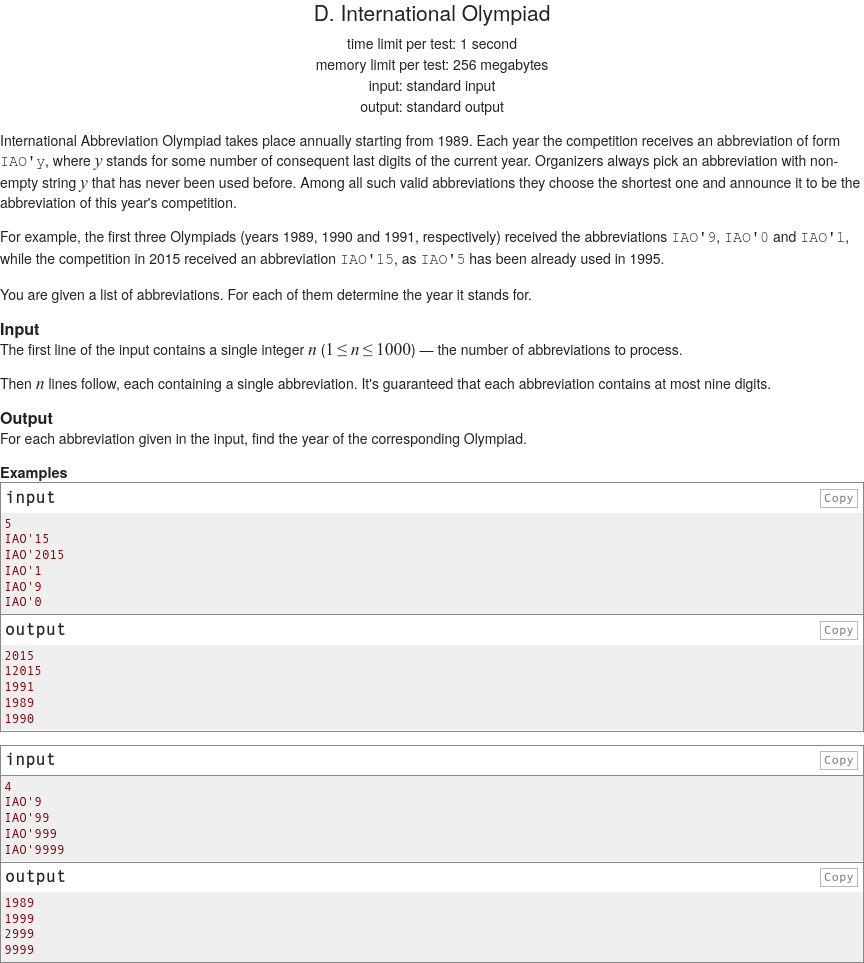 D. International Olympiad
time limit per test: 1 second
memory limit per test: 256 megabytes
input: standard input
output: standard output
International Abbreviation Olympiad takes place annually starting from 1989. Each year the competition receives an abbreviation of form
IAO'y, where y stands for some number of consequent last digits of the current year. Organizers always pick an abbreviation with non-
empty string y that has never been used before. Among all such valid abbreviations they choose the shortest one and announce it to be the
abbreviation of this year's competition.
For example, the first three Olympiads (years 1989, 1990 and 1991, respectively) received the abbreviations IAO'9, IAO'0 and IAO'1,
while the competition in 2015 received an abbreviation IAO'15, as IAO'5 has been already used in 1995.
You are given a list of abbreviations. For each of them determine the year it stands for.
Input
The first line of the input contains a single integer n (1 ≤ n ≤ 1000) — the number of abbreviations to process.
Then n lines follow, each containing a single abbreviation. It's guaranteed that each abbreviation contains at most nine digits.
Output
For each abbreviation given in the input, find the year of the corresponding Olympiad.
Examples
input Copy
5
IAO'15
IAO'2015
IAO'1
IAO'9
IAO'0
output Copy
2015
12015
1991
1989
1990
input Copy
4
IAO'9
IAO'99
IAO'999
IAO'9999
output Copy
1989
1999
2999
9999